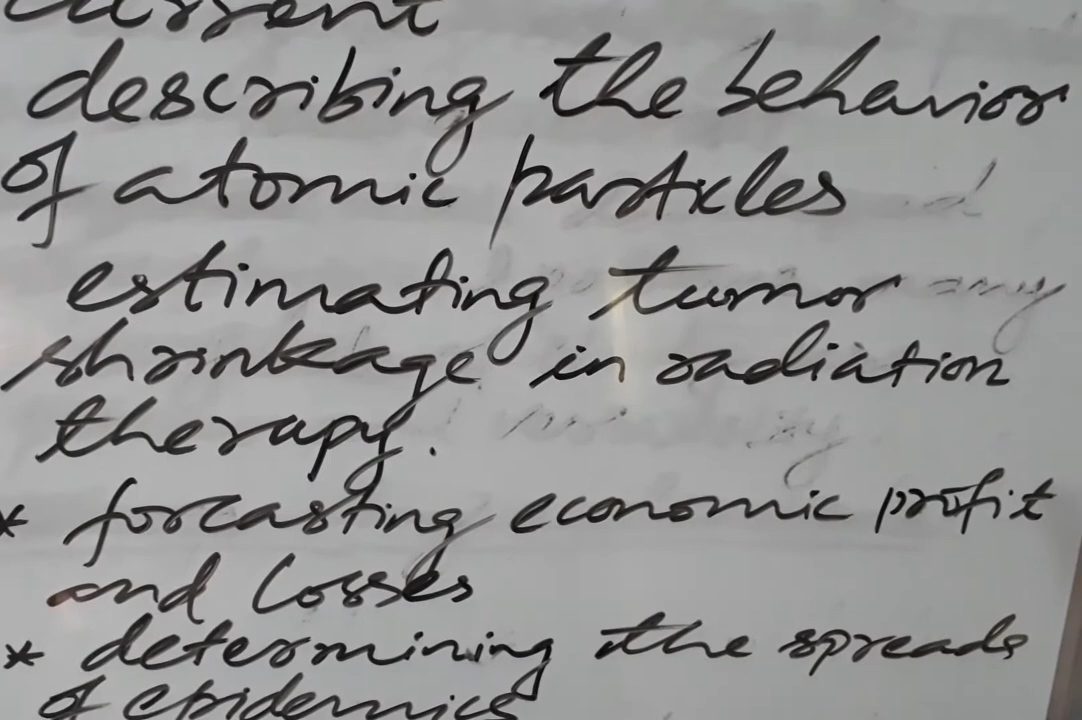 describing the behavior
of atomic particles
estimating tumor
shrinkage in radiation
therapy.
* forcasting economic profit
and losses
* determining the spreads
of epidemics